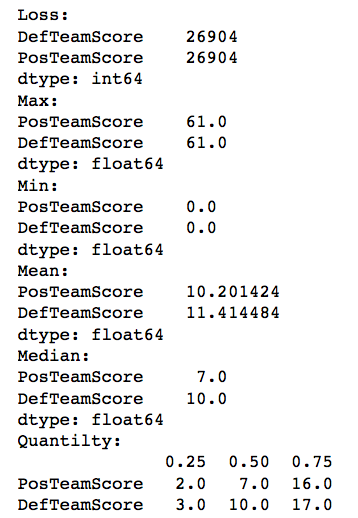 Loss:
DefTeamScore    26904
PosTeamScore    26904
dtype: int64
Max:
PosTeamScore    61.0
DefTeamScore    61.0
dtype: float64
Min:
PosTeamScore    0.0
DefTeamScore    0.0
dtype: float64
Mean:
PosTeamScore    10.201424
DefTeamScore    11.414484
dtype: float64
Median:
PosTeamScore     7.0
DefTeamScore    10.0
dtype: float64
Quantilty:
              0.25  0.50  0.75
PosTeamScore   2.0   7.0  16.0
DefTeamScore   3.0  10.0  17.0